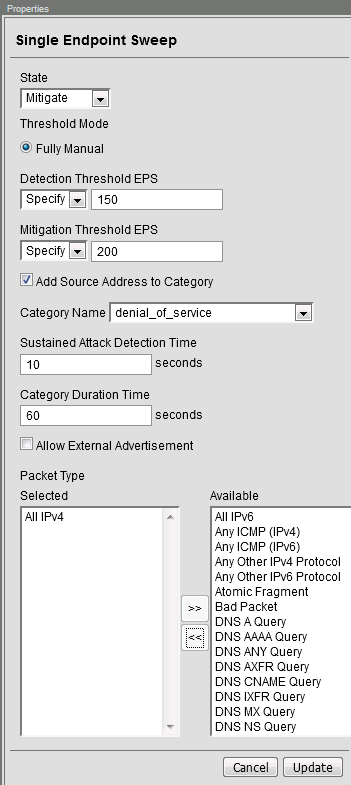 Properties
Single Endpoint Sweep
State
Mitigate
Threshold Mode
Fully Manual
Detection Threshold EPS
Specify 150
Mitigation Threshold EPS
Specify 200
Add Source Address to Category
Category Name denial_of_service
Sustained Attack Detection Time
10 seconds
Category Duration Time
60 seconds
Allow External Advertisement
Packet Type
Selected
All IPv4
>>
<<
Available
All IPv6
Any ICMP (IPv4)
Any ICMP (IPv6)
Any Other IPv4 Protocol
Any Other IPv6 Protocol
Atomic Fragment
Bad Packet
DNS A Query
DNS AAAA Query
DNS ANY Query
DNS AXFR Query
DNS CNAME Query
DNS IXFR Query
DNS MX Query
DNS NS Query
Cancel Update